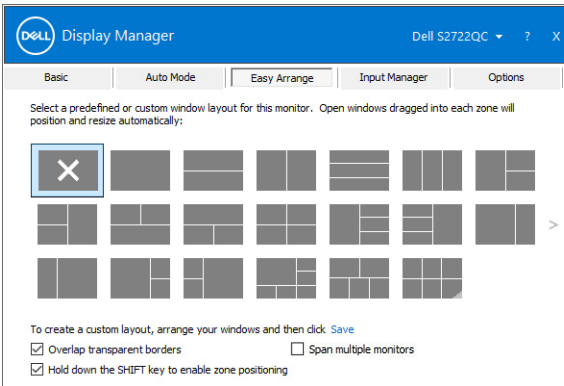 DELL Display Manager Dell S2722QC ? X
Basic Auto Mode Easy Arrange Input Manager Options
Select a predefined or custom window layout for this monitor. Open windows dragged into each zone will
position and resize automatically:
>
To create a custom layout, arrange your windows and then click Save
Overlap transparent borders Span multiple monitors
Hold down the SHIFT key to enable zone positioning